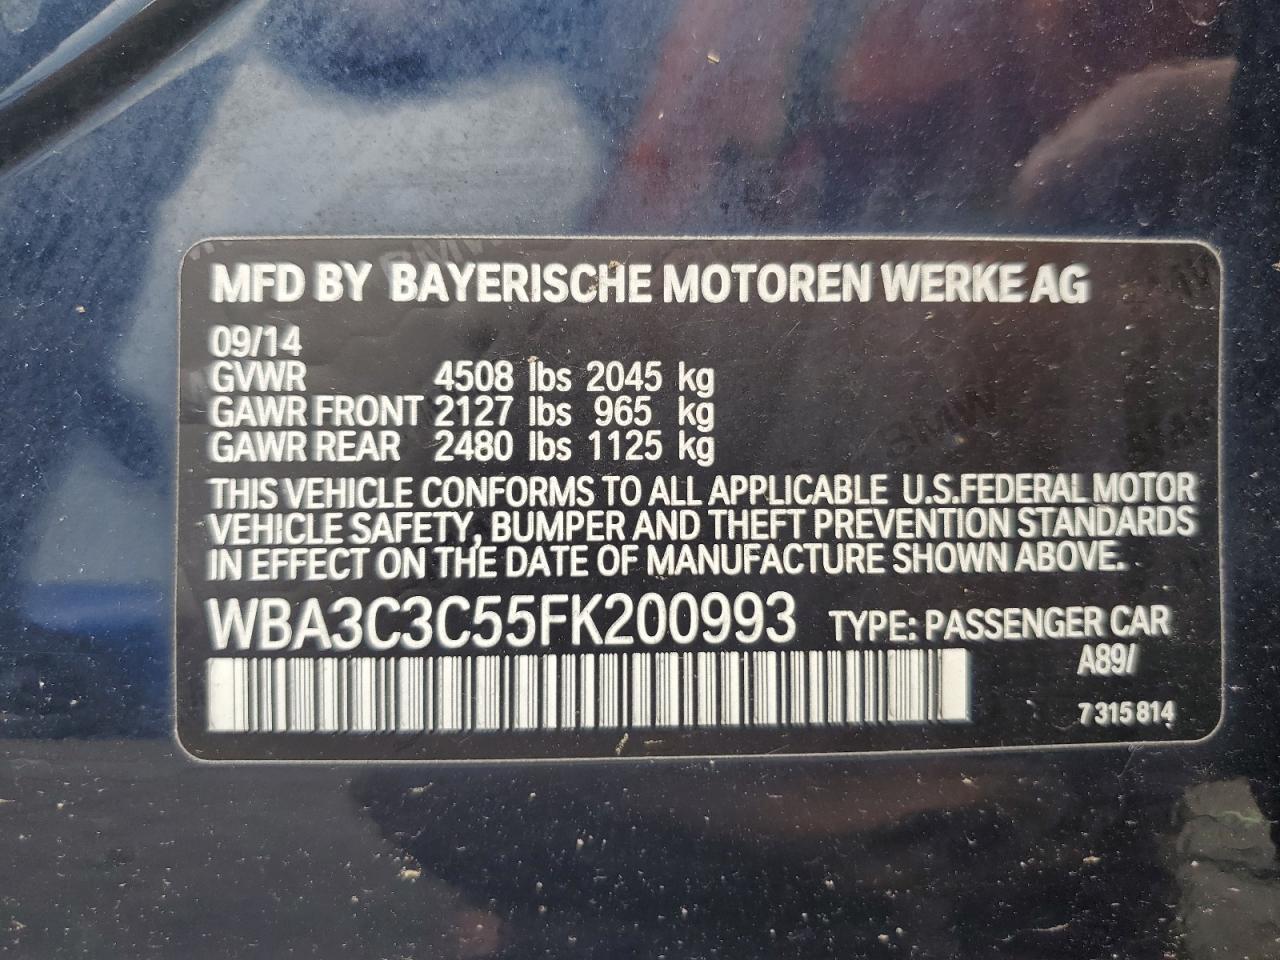 MFD BY BAYERISCHE MOTOREN WERKE AG
09/14
GVWR 4508 lbs 2045 kg
GAWR FRONT 2127 lbs 965 kg
GAWR REAR 2480 lbs 1125 kg
THIS VEHICLE CONFORMS TO ALL APPLICABLE U.S.FEDERAL MOTOR
VEHICLE SAFETY, BUMPER AND THEFT PREVENTION STANDARDS
IN EFFECT ON THE DATE OF MANUFACTURE SHOWN ABOVE.
WBA3C3C55FK200993 TYPE: PASSENGER CAR
A89/
7 315 814
BMW
BMW